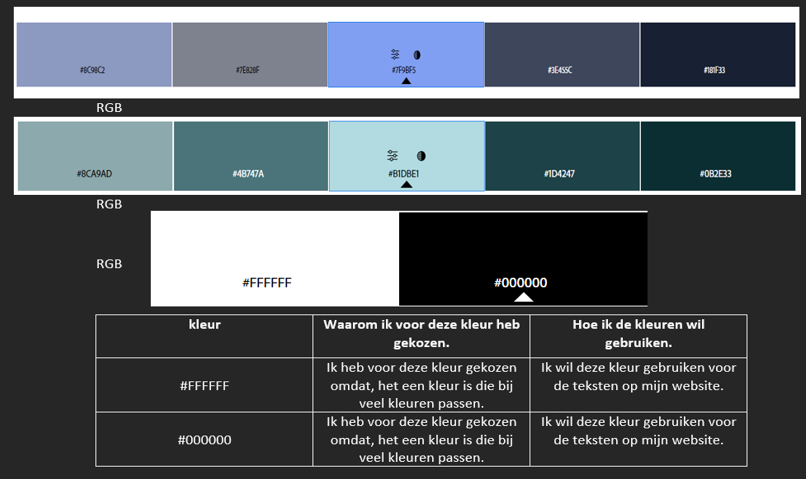 #8C98C2 #7E828F #7F9BF5 #3E455C #181F33
RGB
#8CA9AD #4B747A #B1DBE1 #1D4247 #0B2E33
RGB
RGB
#FFFFFF #000000
kleur Waarom ik voor deze kleur heb gekozen. Hoe ik de kleuren wil gebruiken.
#FFFFFF
Ik heb voor deze kleur gekozen
omdat, het een kleur is die bij
veel kleuren passen.
Ik wil deze kleur gebruiken voor
de teksten op mijn website.
#000000
Ik heb voor deze kleur gekozen
omdat, het een kleur is die bij
veel kleuren passen.
Ik wil deze kleur gebruiken voor
de teksten op mijn website.